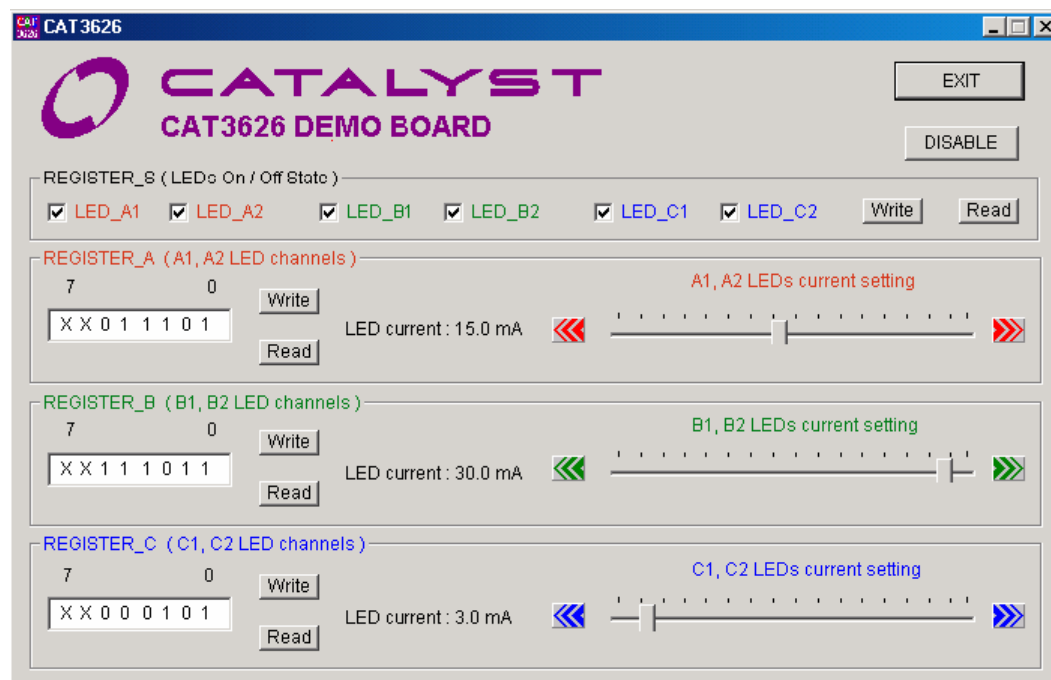 CAT 3626
CAT3626
CATALYST
EXIT
CAT3626 DEMO BOARD
DISABLE
REGISTER_S ( LEDs On / Off State )
LED_A1 LED_A2 LED_B1 LED_B2 LED_C1 LED_C2 Write Read
REGISTER_A ( A1, A2 LED channels )
7 0
A1, A2 LEDs current setting
Write
X X 0 1 1 1 0 1
LED current : 15.0 mA
Read
REGISTER_B ( B1, B2 LED channels )
7 0
B1, B2 LEDs current setting
Write
X X 1 1 1 0 1 1
LED current : 30.0 mA
Read
REGISTER_C ( C1, C2 LED channels )
7 0
C1, C2 LEDs current setting
Write
X X 0 0 0 1 0 1
LED current : 3.0 mA
Read